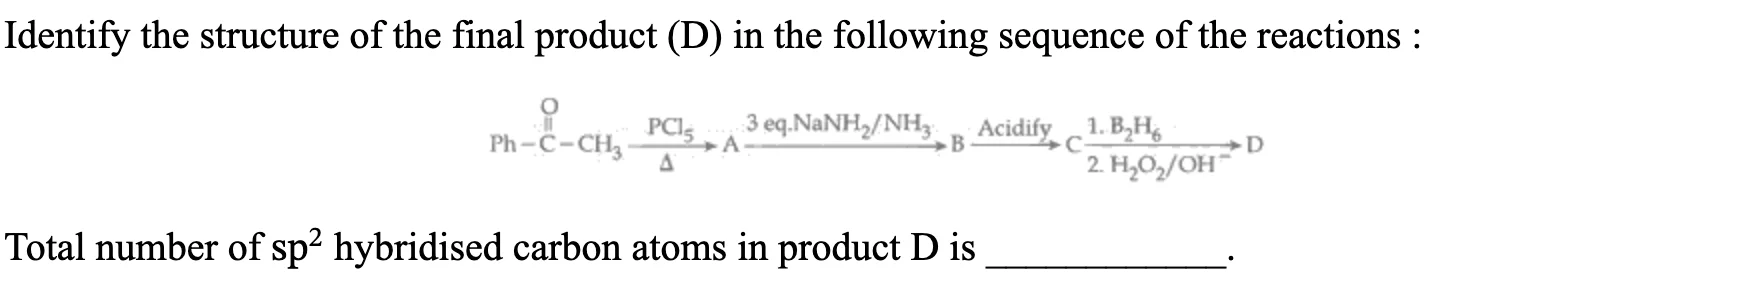 Identify the structure of the final product (D) in the following sequence of the reactions :
O
Ph–C–CH₃ PCl₅ Δ A 3 eq.NaNH₂/NH₃ B Acidify C 1. B₂H₆ 2. H₂O₂/OH⁻ D
Total number of sp² hybridised carbon atoms in product D is ____________.